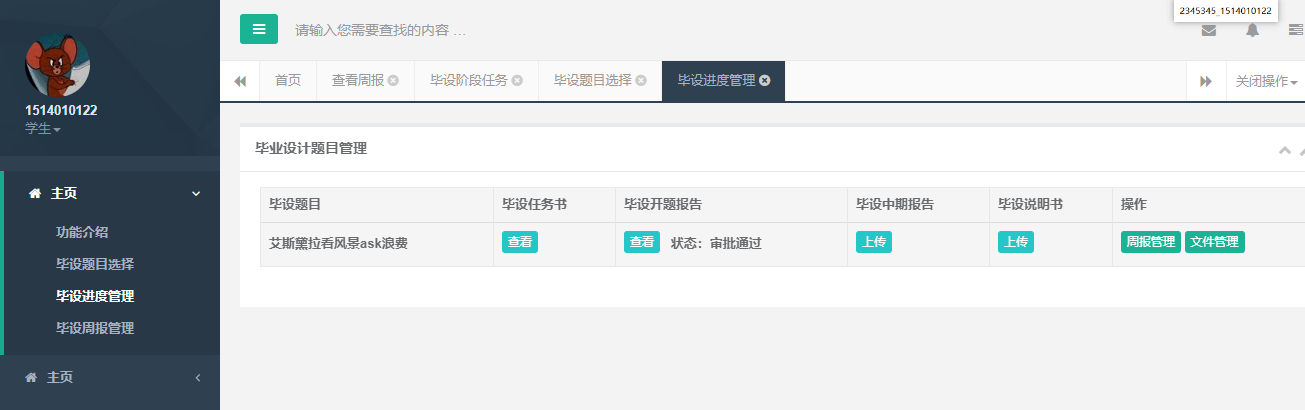 2345345_1514010122
请输入您需要查找的内容 …
1514010122
学生
首页 查看周报 毕设阶段任务 毕设题目选择 毕设进度管理 关闭操作
主页
功能介绍
毕设题目选择
毕设进度管理
毕设周报管理
主页
毕业设计题目管理
毕设题目 毕设任务书 毕设开题报告 毕设中期报告 毕设说明书 操作
艾斯黛拉看风景ask浪费 查看 查看 状态：审批通过 上传 上传 周报管理 文件管理